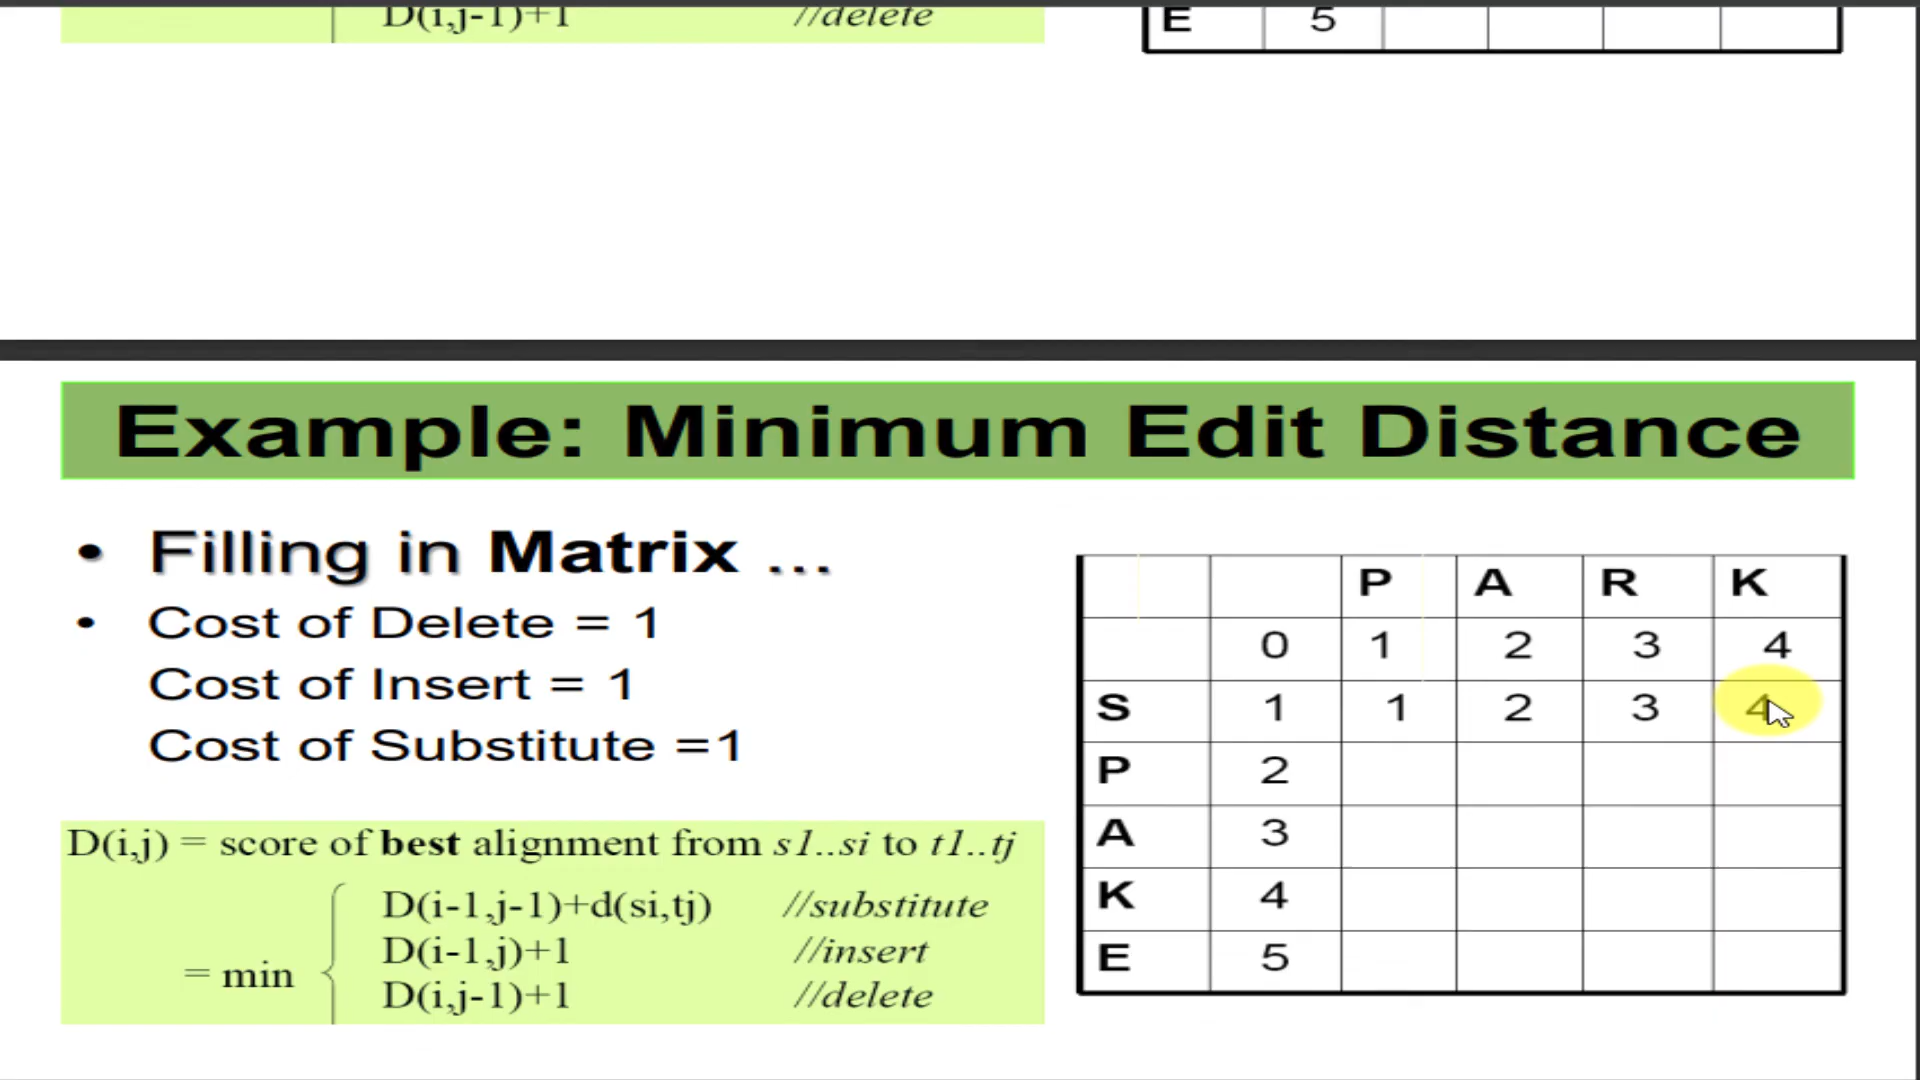 D(i,j-1)+1 //delete
E 5
Example: Minimum Edit Distance
• Filling in Matrix ...
• Cost of Delete = 1
Cost of Insert = 1
Cost of Substitute =1
D(i,j) = score of best alignment from s1..si to t1..tj
D(i-1,j-1)+d(si,tj) //substitute
D(i-1,j)+1 //insert
= min
D(i,j-1)+1 //delete
P A R K
0 1 2 3 4
S 1 1 2 3 4
P 2
A 3
K 4
E 5